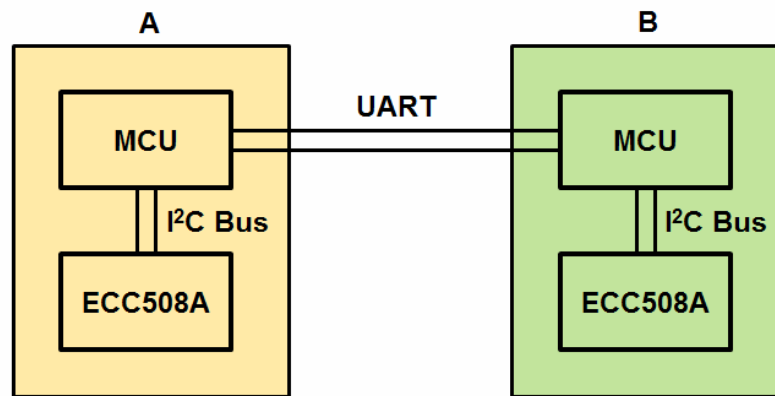 A
B
UART
MCU
MCU
I²C Bus
I²C Bus
ECC508A
ECC508A